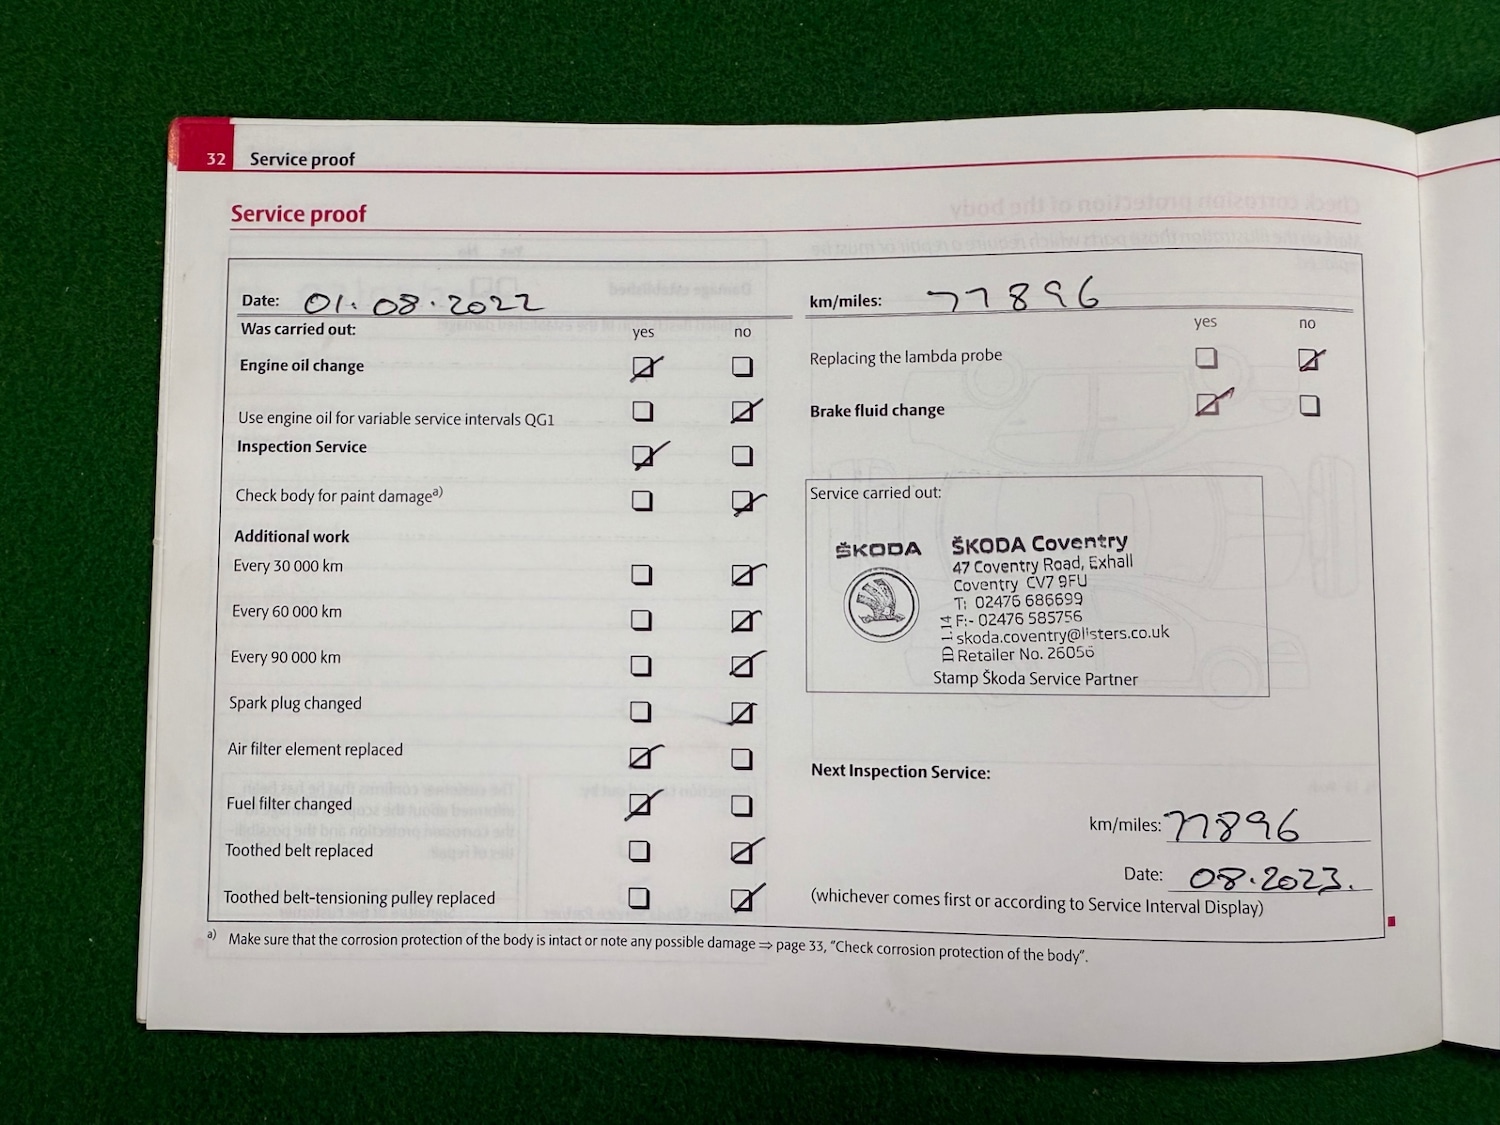 32 Service proof
Service proof
Date: 01.08.2022
Was carried out: yes no
Engine oil change
Use engine oil for variable service intervals QG1
Inspection Service
Check body for paint damage a)
Additional work
Every 30 000 km
Every 60 000 km
Every 90 000 km
Spark plug changed
Air filter element replaced
Fuel filter changed
Toothed belt replaced
Toothed belt-tensioning pulley replaced
km/miles: 77896
yes no
Replacing the lambda probe
Brake fluid change
Service carried out:
ŠKODA
ŠKODA Coventry
47 Coventry Road, Exhall
Coventry CV7 9FU
T: 02476 686699
F:- 02476 585756
skoda.coventry@listers.co.uk
Retailer No. 26056
ID 1.14
Stamp Škoda Service Partner
Next Inspection Service:
km/miles: 77896
Date: 08.2023.
(whichever comes first or according to Service Interval Display)
a) Make sure that the corrosion protection of the body is intact or note any possible damage ⇒ page 33, "Check corrosion protection of the body".